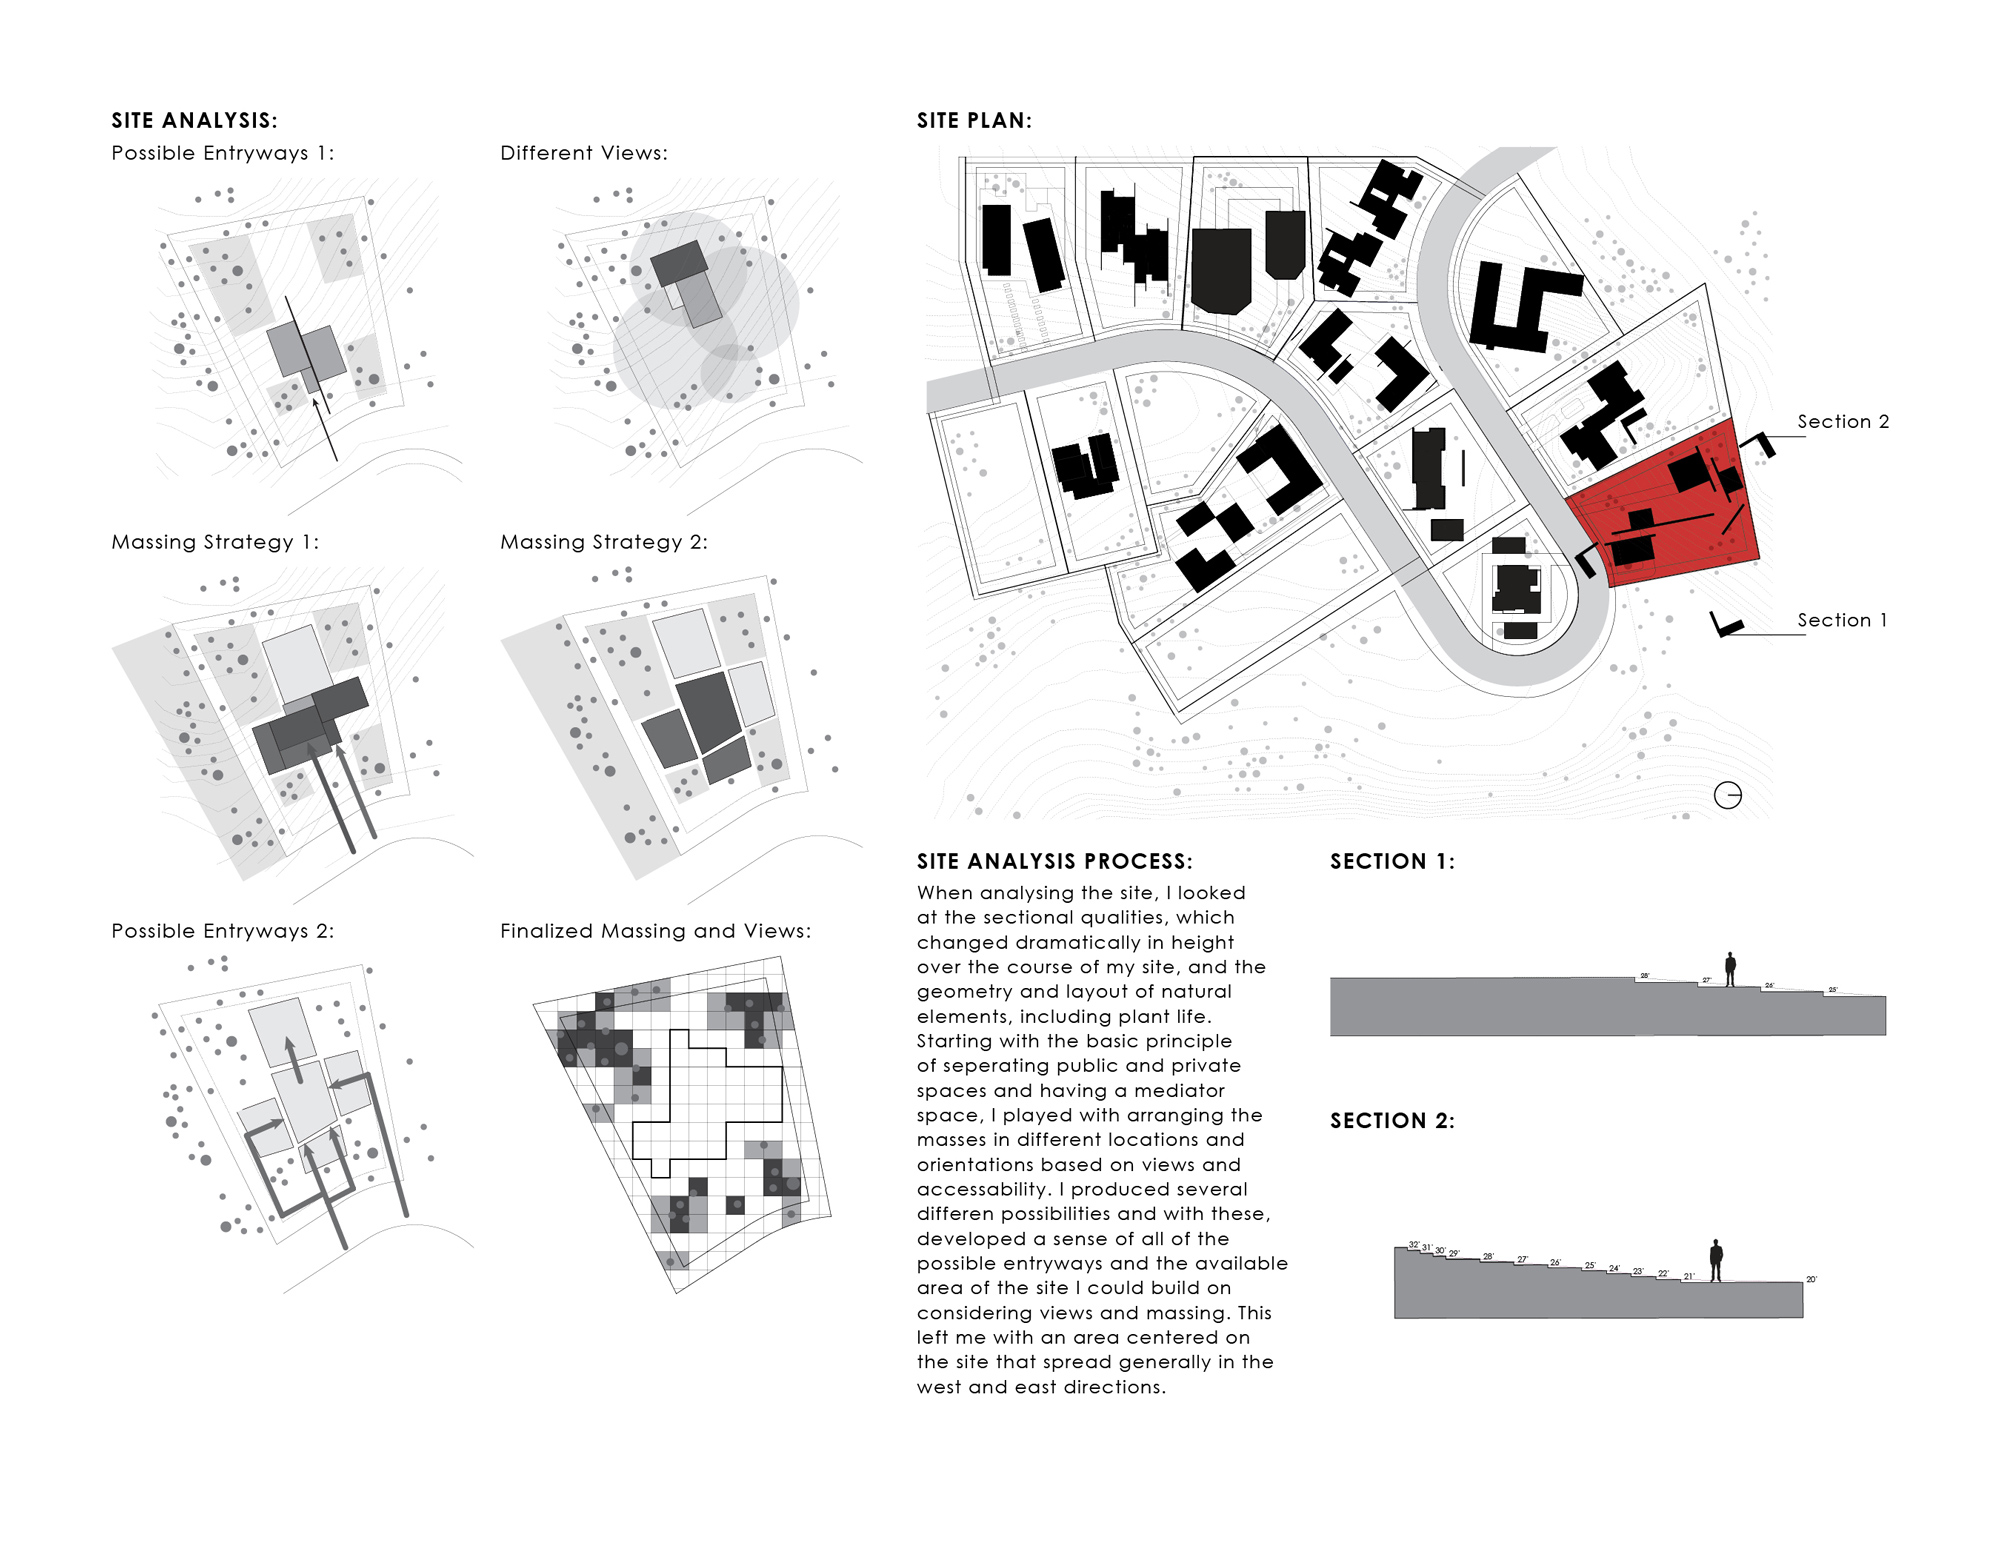 SITE ANALYSIS:
Possible Entryways 1:
Different Views:
Massing Strategy 1:
Massing Strategy 2:
Possible Entryways 2:
Finalized Massing and Views:
SITE PLAN:
Section 2
Section 1
SITE ANALYSIS PROCESS:
When analysing the site, I looked
at the sectional qualities, which
changed dramatically in height
over the course of my site, and the
geometry and layout of natural
elements, including plant life.
Starting with the basic principle
of seperating public and private
spaces and having a mediator
space, I played with arranging the
masses in different locations and
orientations based on views and
accessability. I produced several
differen possibilities and with these,
developed a sense of all of the
possible entryways and the available
area of the site I could build on
considering views and massing. This
left me with an area centered on
the site that spread generally in the
west and east directions.
SECTION 1:
28'
27'
26'
25'
SECTION 2:
32'
31'
30'
29'
28'
27'
26'
25'
24'
23'
22'
21'
20'